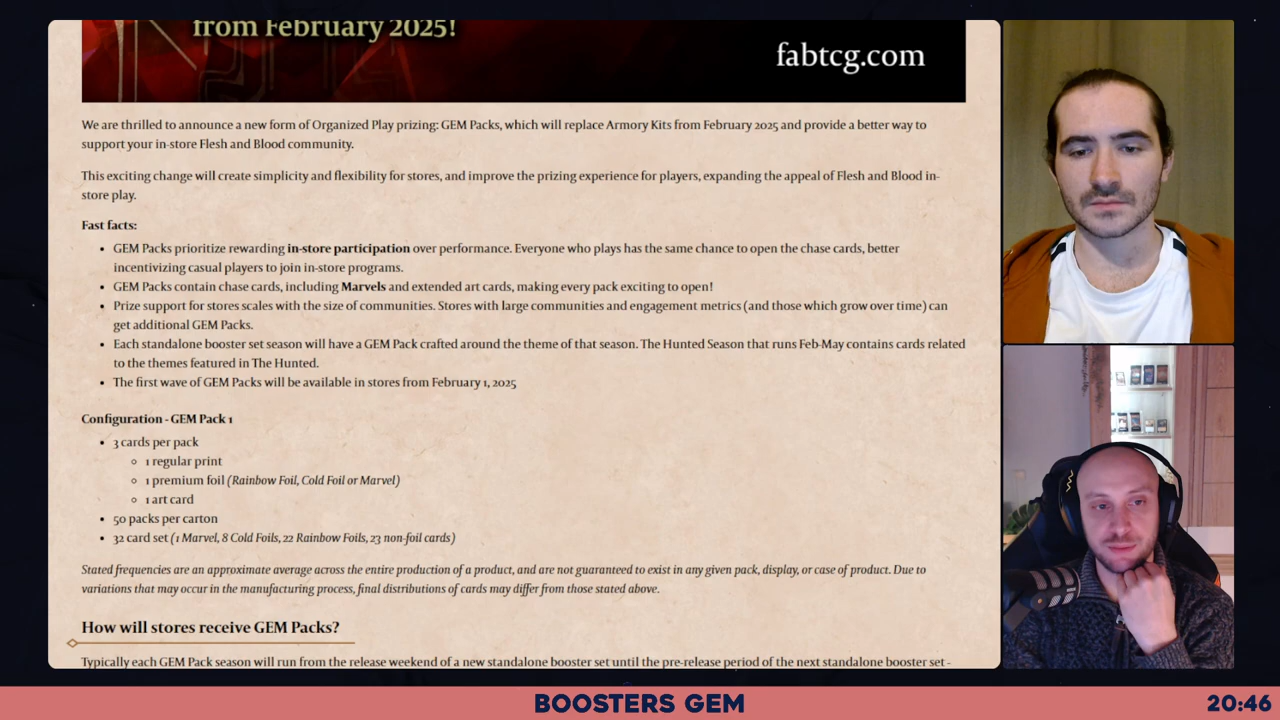 from February 2025!
fabtcg.com
We are thrilled to announce a new form of Organized Play prizing: GEM Packs, which will replace Armory Kits from February 2025 and provide a better way to
support your in-store Flesh and Blood community.
This exciting change will create simplicity and flexibility for stores, and improve the prizing experience for players, expanding the appeal of Flesh and Blood in-
store play.
Fast facts:
• GEM Packs prioritize rewarding in-store participation over performance. Everyone who plays has the same chance to open the chase cards, better
incentivizing casual players to join in-store programs.
• GEM Packs contain chase cards, including Marvels and extended art cards, making every pack exciting to open!
• Prize support for stores scales with the size of communities. Stores with large communities and engagement metrics (and those which grow over time) can
get additional GEM Packs.
• Each standalone booster set season will have a GEM Pack crafted around the theme of that season. The Hunted Season that runs Feb-May contains cards related
to the themes featured in The Hunted.
• The first wave of GEM Packs will be available in stores from February 1, 2025
Configuration - GEM Pack 1
• 3 cards per pack
◦ 1 regular print
◦ 1 premium foil (Rainbow Foil, Cold Foil or Marvel)
◦ 1 art card
• 50 packs per carton
• 32 card set (1 Marvel, 8 Cold Foils, 22 Rainbow Foils, 23 non-foil cards)
Stated frequencies are an approximate average across the entire production of a product, and are not guaranteed to exist in any given pack, display, or case of product. Due to
variations that may occur in the manufacturing process, final distributions of cards may differ from those stated above.
How will stores receive GEM Packs?
Typically each GEM Pack season will run from the release weekend of a new standalone booster set until the pre-release period of the next standalone booster set -
BOOSTERS GEM
20:46